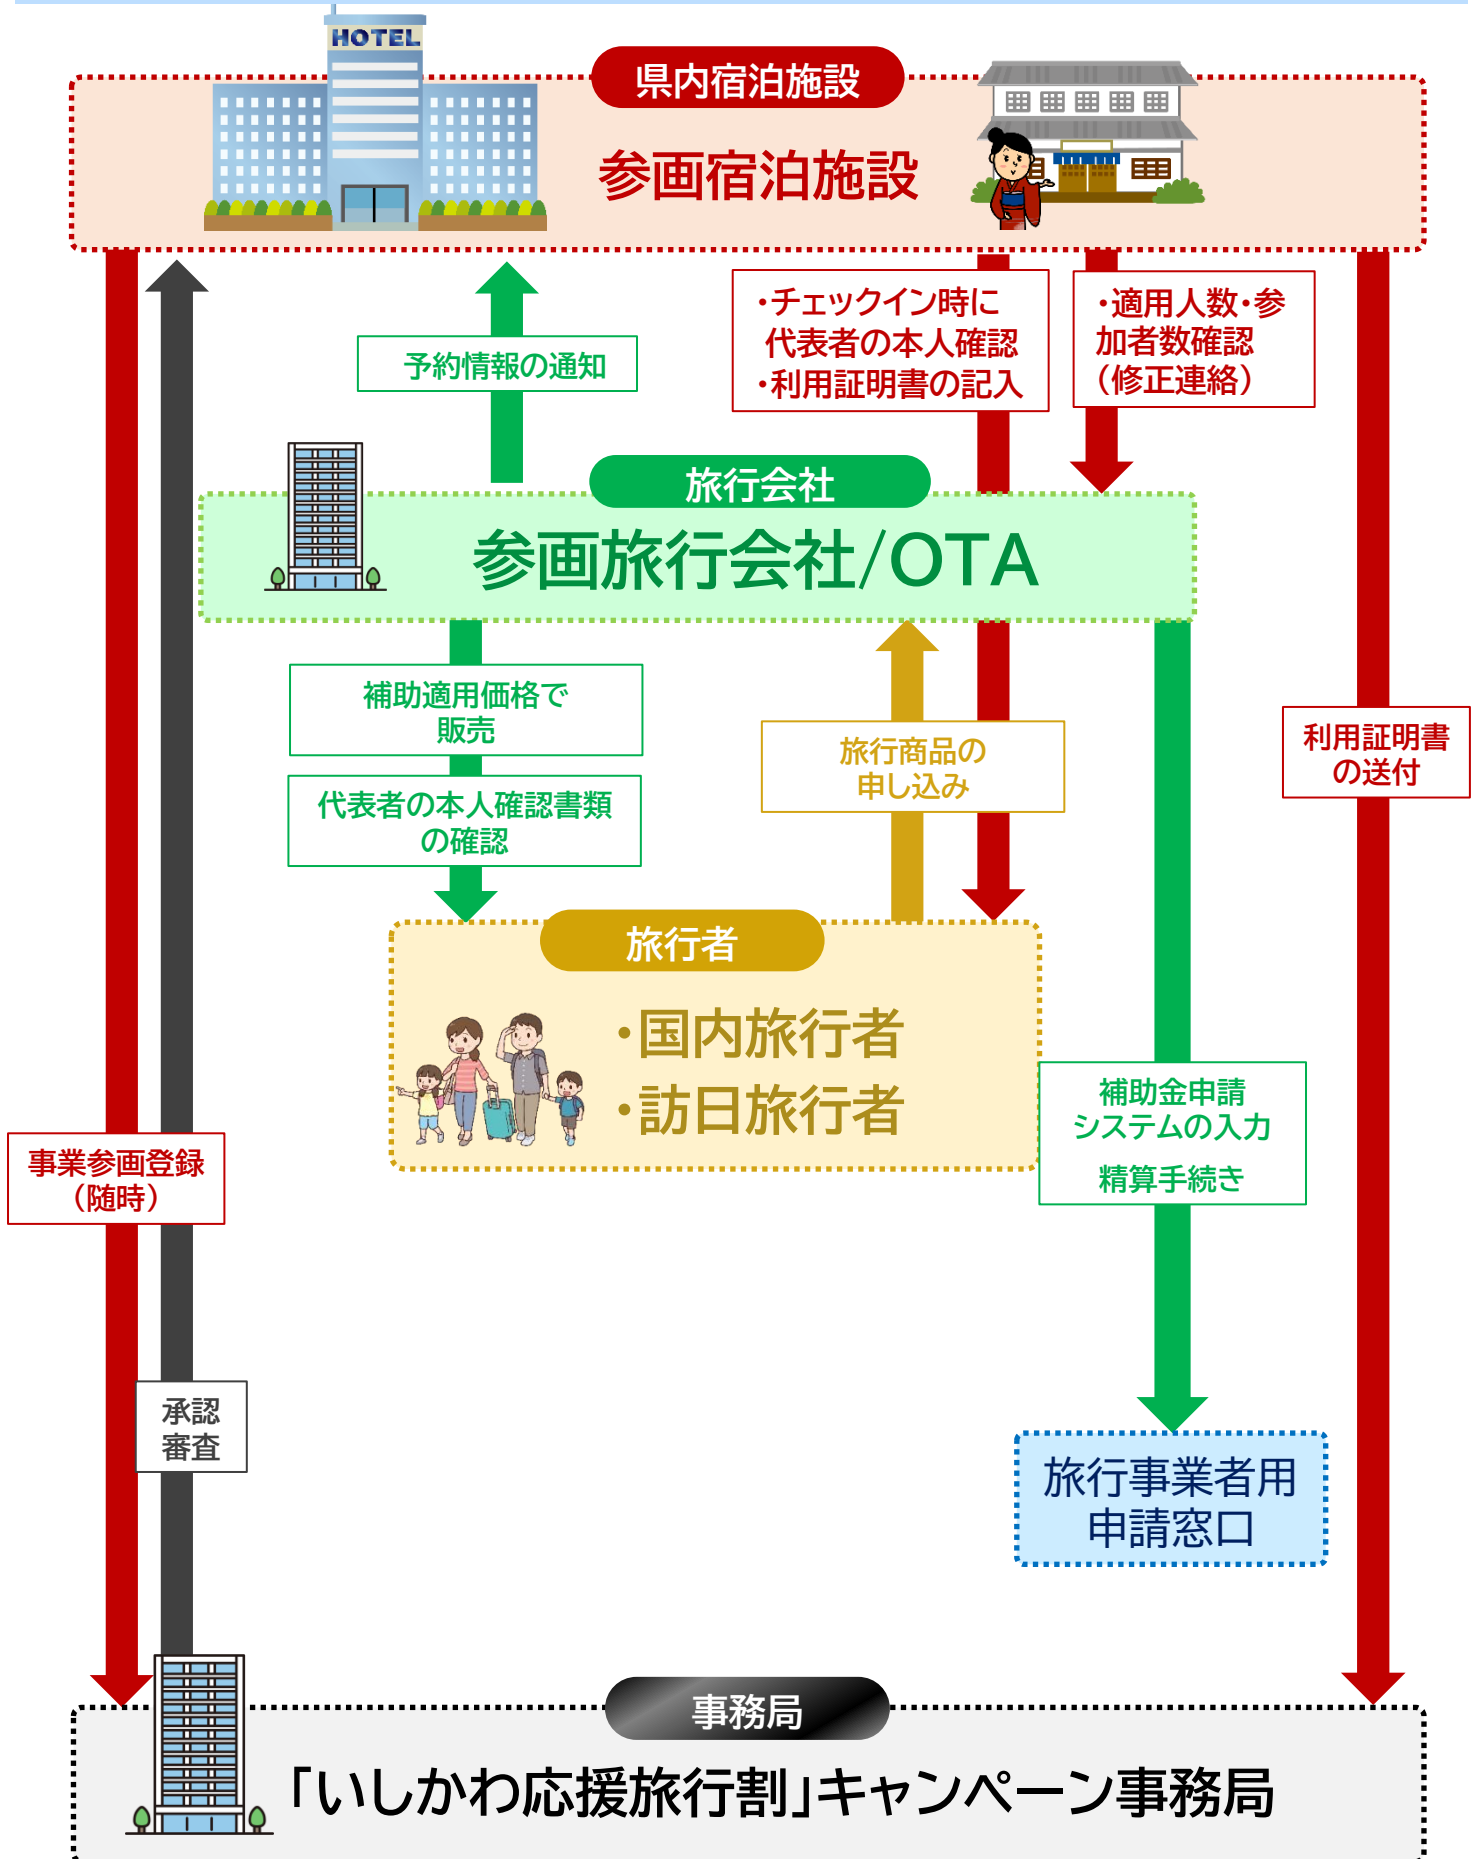 HOTEL
県内宿泊施設
参画宿泊施設
・チェックイン時に
代表者の本人確認
・利用証明書の記入
・適用人数・参
加者数確認
（修正連絡）
予約情報の通知
旅行会社
参画旅行会社/OTA
補助適用価格で
販売
代表者の本人確認書類
の確認
旅行商品の
申し込み
利用証明書
の送付
旅行者
・国内旅行者
・訪日旅行者
補助金申請
システムの入力
精算手続き
事業参画登録
（随時）
承認
審査
旅行事業者用
申請窓口
事務局
「いしかわ応援旅行割」キャンペーン事務局